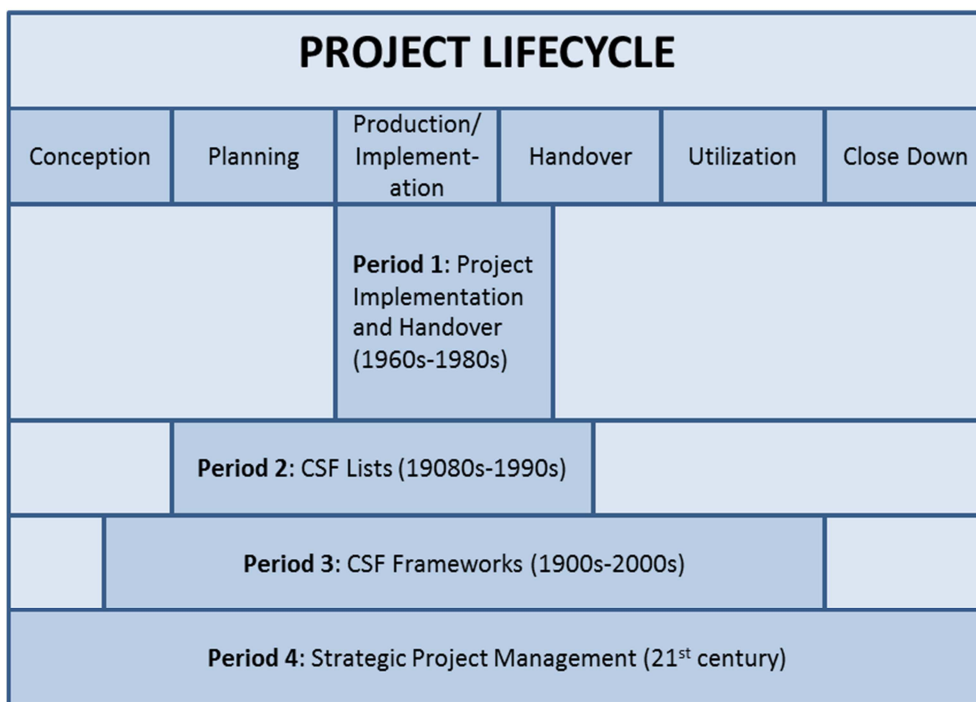 PROJECT LIFECYCLE
Conception
Planning
Production/
Implement-
ation
Handover
Utilization
Close Down
Period 1: Project
Implementation
and Handover
(1960s-1980s)
Period 2: CSF Lists (19080s-1990s)
Period 3: CSF Frameworks (1900s-2000s)
Period 4: Strategic Project Management (21st century)